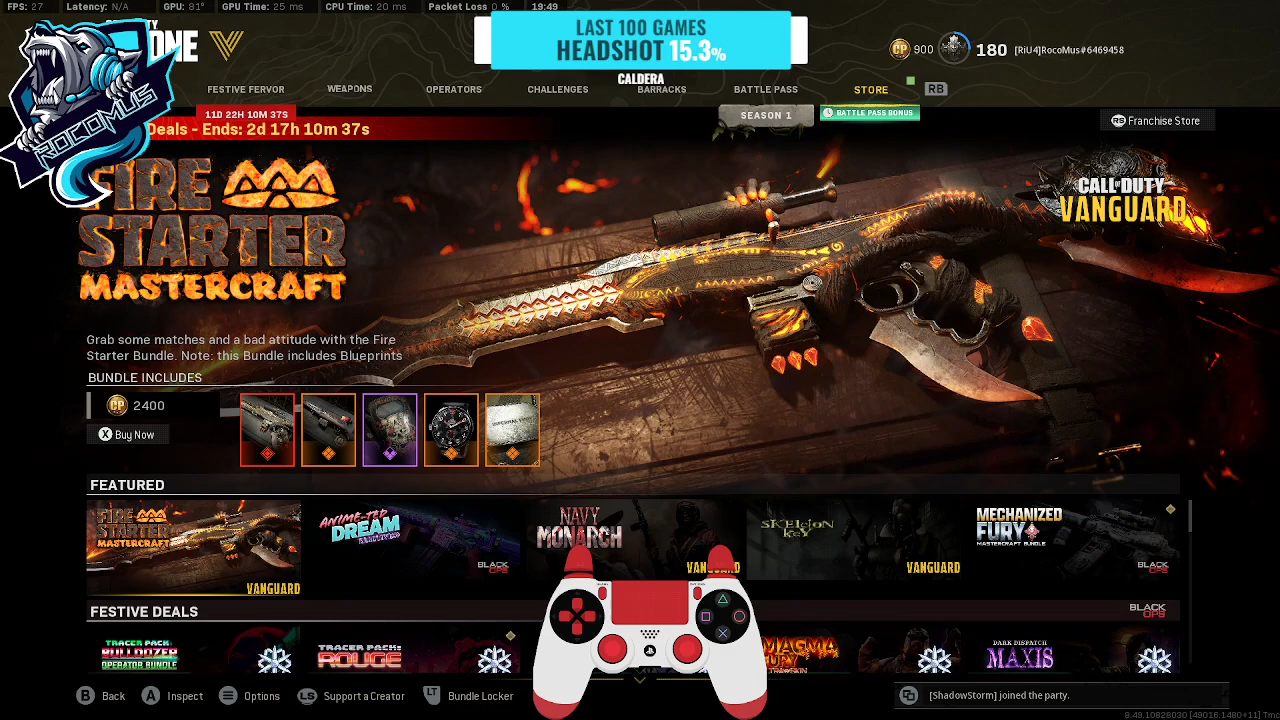 FPS: 27 Latency: N/A GPU: 81° GPU Time: 25 ms CPU Time: 20 ms Packet Loss 0 % 19:49
LAST 100 GAMES
HEADSHOT 15.3%
ONE
CP 900 180 [RiU4]RocoMus#6469458
CALDERA
FESTIVE FERVOR WEAPONS OPERATORS CHALLENGES BARRACKS BATTLE PASS STORE RB
11D 22H 10M 37S
SEASON 1
BATTLE PASS BONUS
Deals - Ends: 2d 17h 10m 37s
RS Franchise Store
ROCOMUS
FIRE
STARTER
MASTERCRAFT
CALL OF DUTY
VANGUARD
Grab some matches and a bad attitude with the Fire
Starter Bundle. Note: this Bundle includes Blueprints
BUNDLE INCLUDES
CP 2400
X Buy Now
FEATURED
FIRE
STARTER
MASTERCRAFT
VANGUARD
ANIME-TED
DREAM
BLACK
OPS
NAVY
MONARCH
VANGUARD
SKELETON
KEY
VANGUARD
MECHANIZED
FURY
MASTERCRAFT BUNDLE
BLACK
OPS
FESTIVE DEALS
BLACK
OPS
TRACER PACK:
BULLDOZER
OPERATOR BUNDLE
TRACER PACK:
ROUGE
MAGMA
DARK DISPATCH
MAXIS
B Back A Inspect Options LS Support a Creator LT Bundle Locker
[ShadowStorm] joined the party.